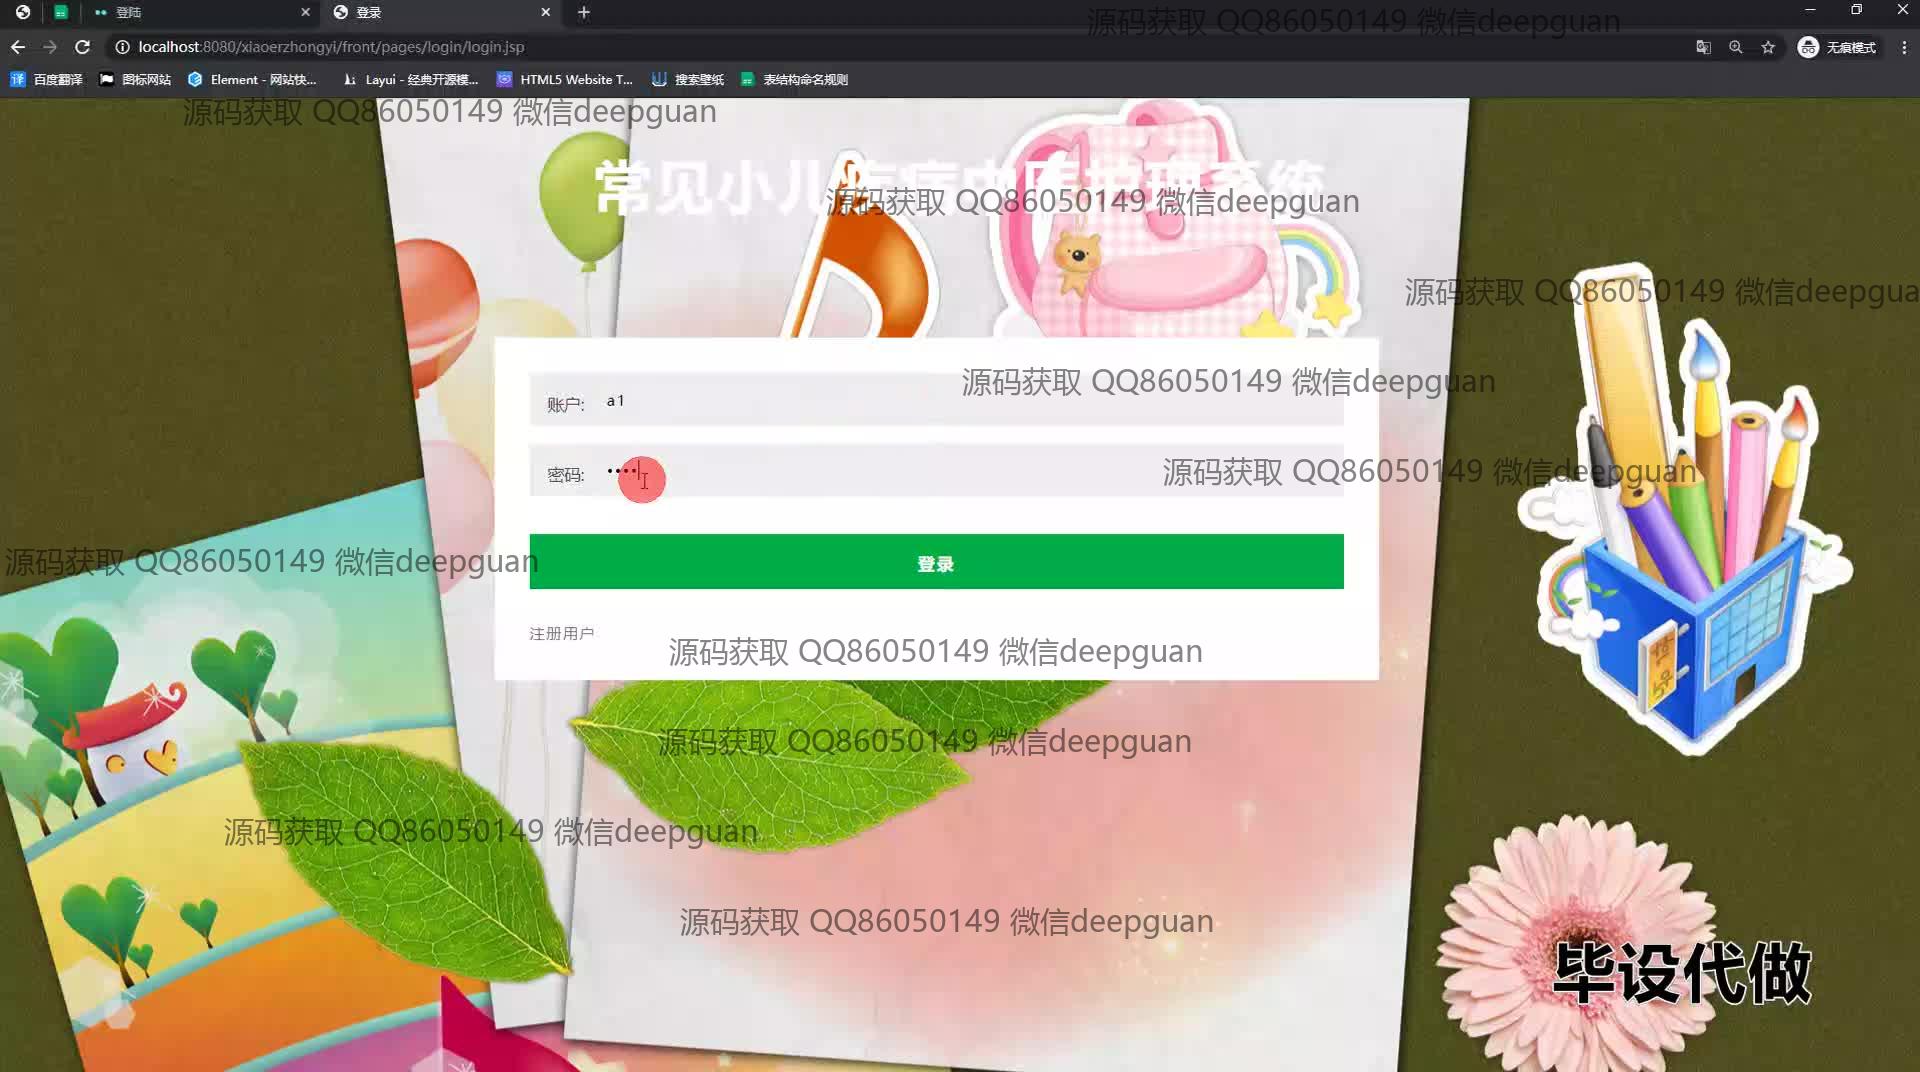 登陆
登录
localhost:8080/xiaoerzhongyi/front/pages/login/login.jsp
无痕模式
百度翻译
图标网站
Element - 网站快...
Layui - 经典开源模...
HTML5 Website T...
搜索壁纸
表结构命名规则
源码获取 QQ86050149 微信deepguan
源码获取 QQ86050149 微信deepguan
常见小儿疾病中医护理系统
源码获取 QQ86050149 微信deepguan
源码获取 QQ86050149 微信deepgua
源码获取 QQ86050149 微信deepguan
账户: a1
源码获取 QQ86050149 微信deepguan
密码: ••••
源码获取 QQ86050149 微信deepguan
登录
注册用户
源码获取 QQ86050149 微信deepguan
源码获取 QQ86050149 微信deepguan
源码获取 QQ86050149 微信deepguan
源码获取 QQ86050149 微信deepguan
毕设代做